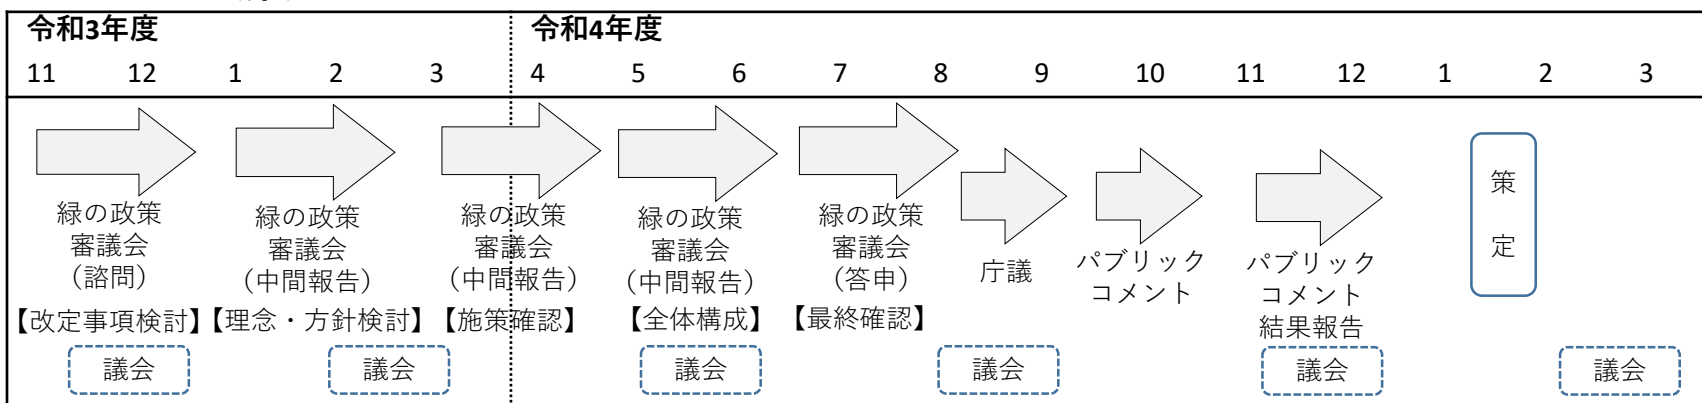 令和3年度 令和4年度
11 12 1 2 3 4 5 6 7 8 9 10 11 12 1 2 3
緑の政策
審議会
（諮問）
【改定事項検討】
緑の政策
審議会
（中間報告）
【理念・方針検討】
緑の政策
審議会
（中間報告）
【施策確認】
緑の政策
審議会
（中間報告）
【全体構成】
緑の政策
審議会
（答申）
【最終確認】
庁議
パブリック
コメント
パブリック
コメント
結果報告
策
定
議会 議会 議会 議会 議会 議会